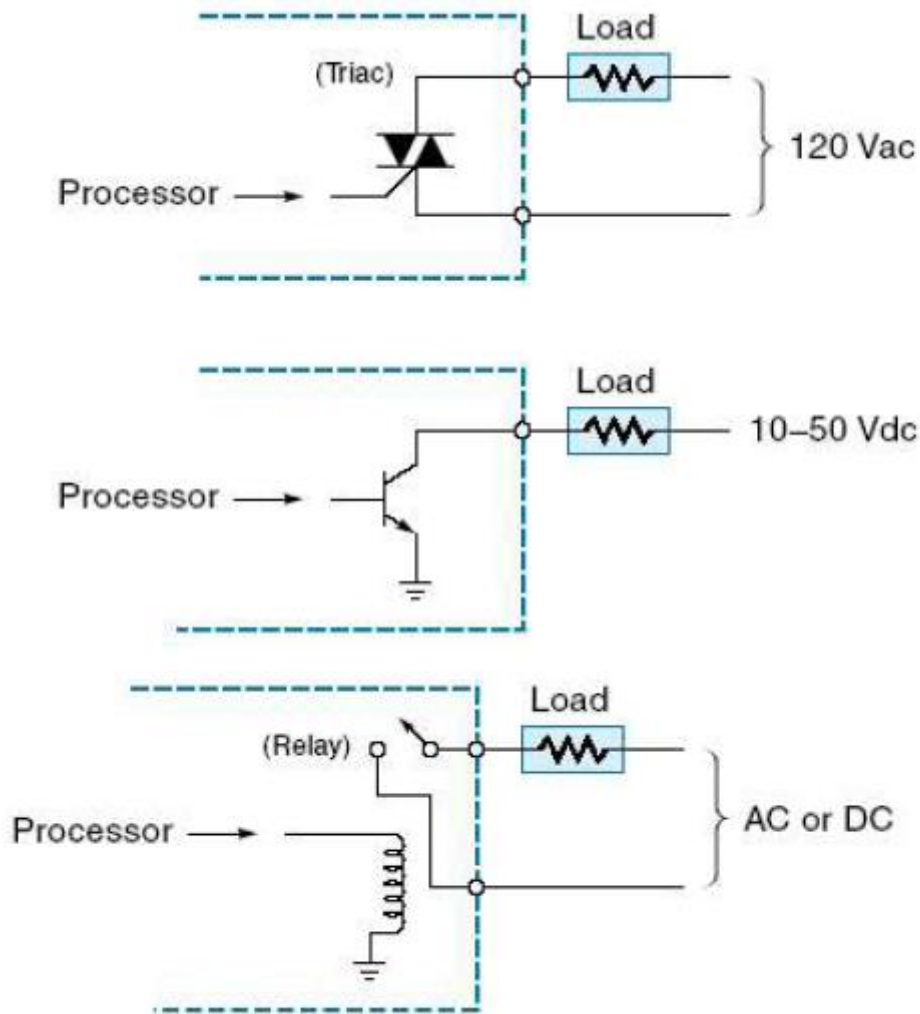 Load
(Triac)
120 Vac
Processor
Load
10–50 Vdc
Processor
Load
(Relay)
AC or DC
Processor